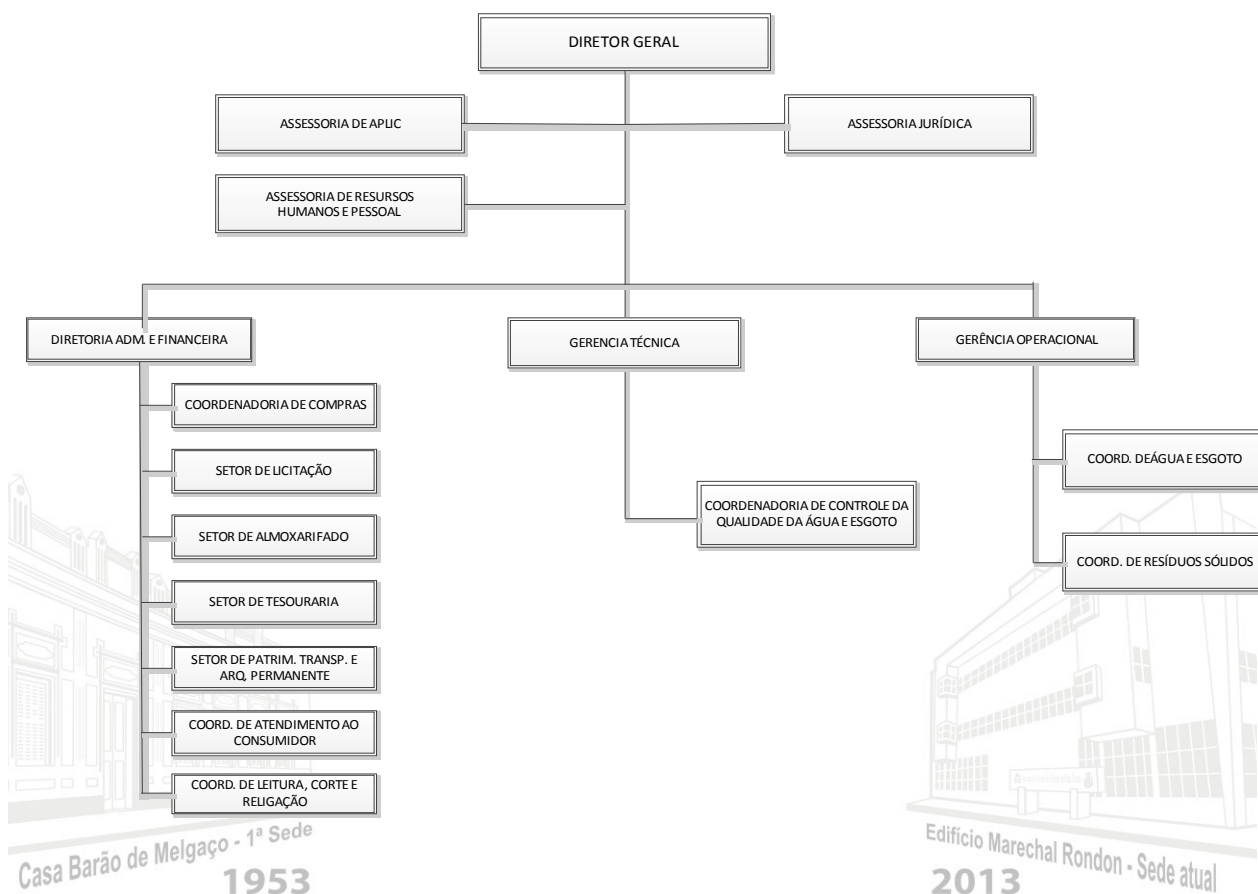 DIRETOR GERAL
ASSESSORIA DE APLIC
ASSESSORIA JURÍDICA
ASSESSORIA DE RESURSOS
HUMANOS E PESSOAL
DIRETORIA ADM. E FINANCEIRA
GERENCIA TÉCNICA
GERÊNCIA OPERACIONAL
COORDENADORIA DE COMPRAS
SETOR DE LICITAÇÃO
SETOR DE ALMOXARIFADO
SETOR DE TESOURARIA
SETOR DE PATRIM. TRANSP. E
ARQ. PERMANENTE
COORD. DE ATENDIMENTO AO
CONSUMIDOR
COORD. DE LEITURA, CORTE E
RELIGAÇÃO
COORDENADORIA DE CONTROLE DA
QUALIDADE DA ÁGUA E ESGOTO
COORD. DEÁGUA E ESGOTO
COORD. DE RESÍDUOS SÓLIDOS
Casa Barão de Melgaço - 1ª Sede
1953
Edifício Marechal Rondon - Sede atual
2013